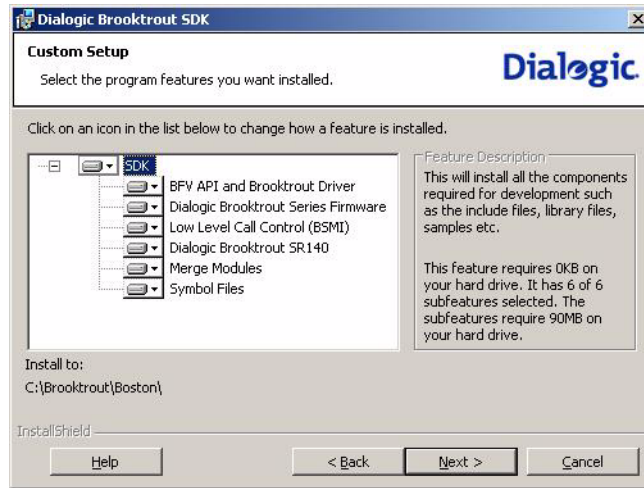 Dialogic Brooktrout SDK
Custom Setup
Select the program features you want installed.
Dialogic.
Click on an icon in the list below to change how a feature is installed.
SDK
BFV API and Brooktrout Driver
Dialogic Brooktrout Series Firmware
Low Level Call Control (BSMI)
Dialogic Brooktrout SR140
Merge Modules
Symbol Files
Feature Description
This will install all the components
required for development such
as the include files, library files,
samples etc.
This feature requires 0KB on
your hard drive. It has 6 of 6
subfeatures selected. The
subfeatures require 90MB on
your hard drive.
Install to:
C:\Brooktrout\Boston\
InstallShield
Help
< Back
Next >
Cancel